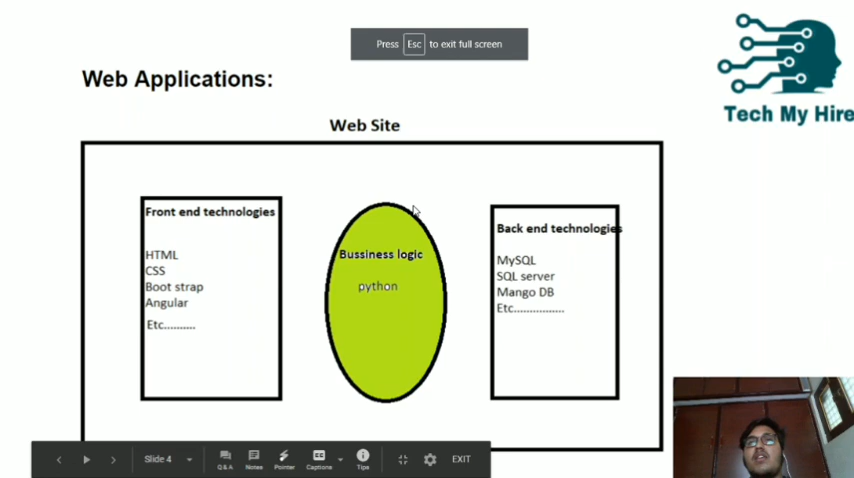 Press Esc to exit full screen
Web Applications:
Tech My Hire
Web Site
Front end technologies
HTML
CSS
Boot strap
Angular
Etc..........
Bussiness logic
python
Back end technologies
MySQL
SQL server
Mango DB
Etc................
Slide 4
Q & A
Notes
Pointer
Captions
Tips
EXIT